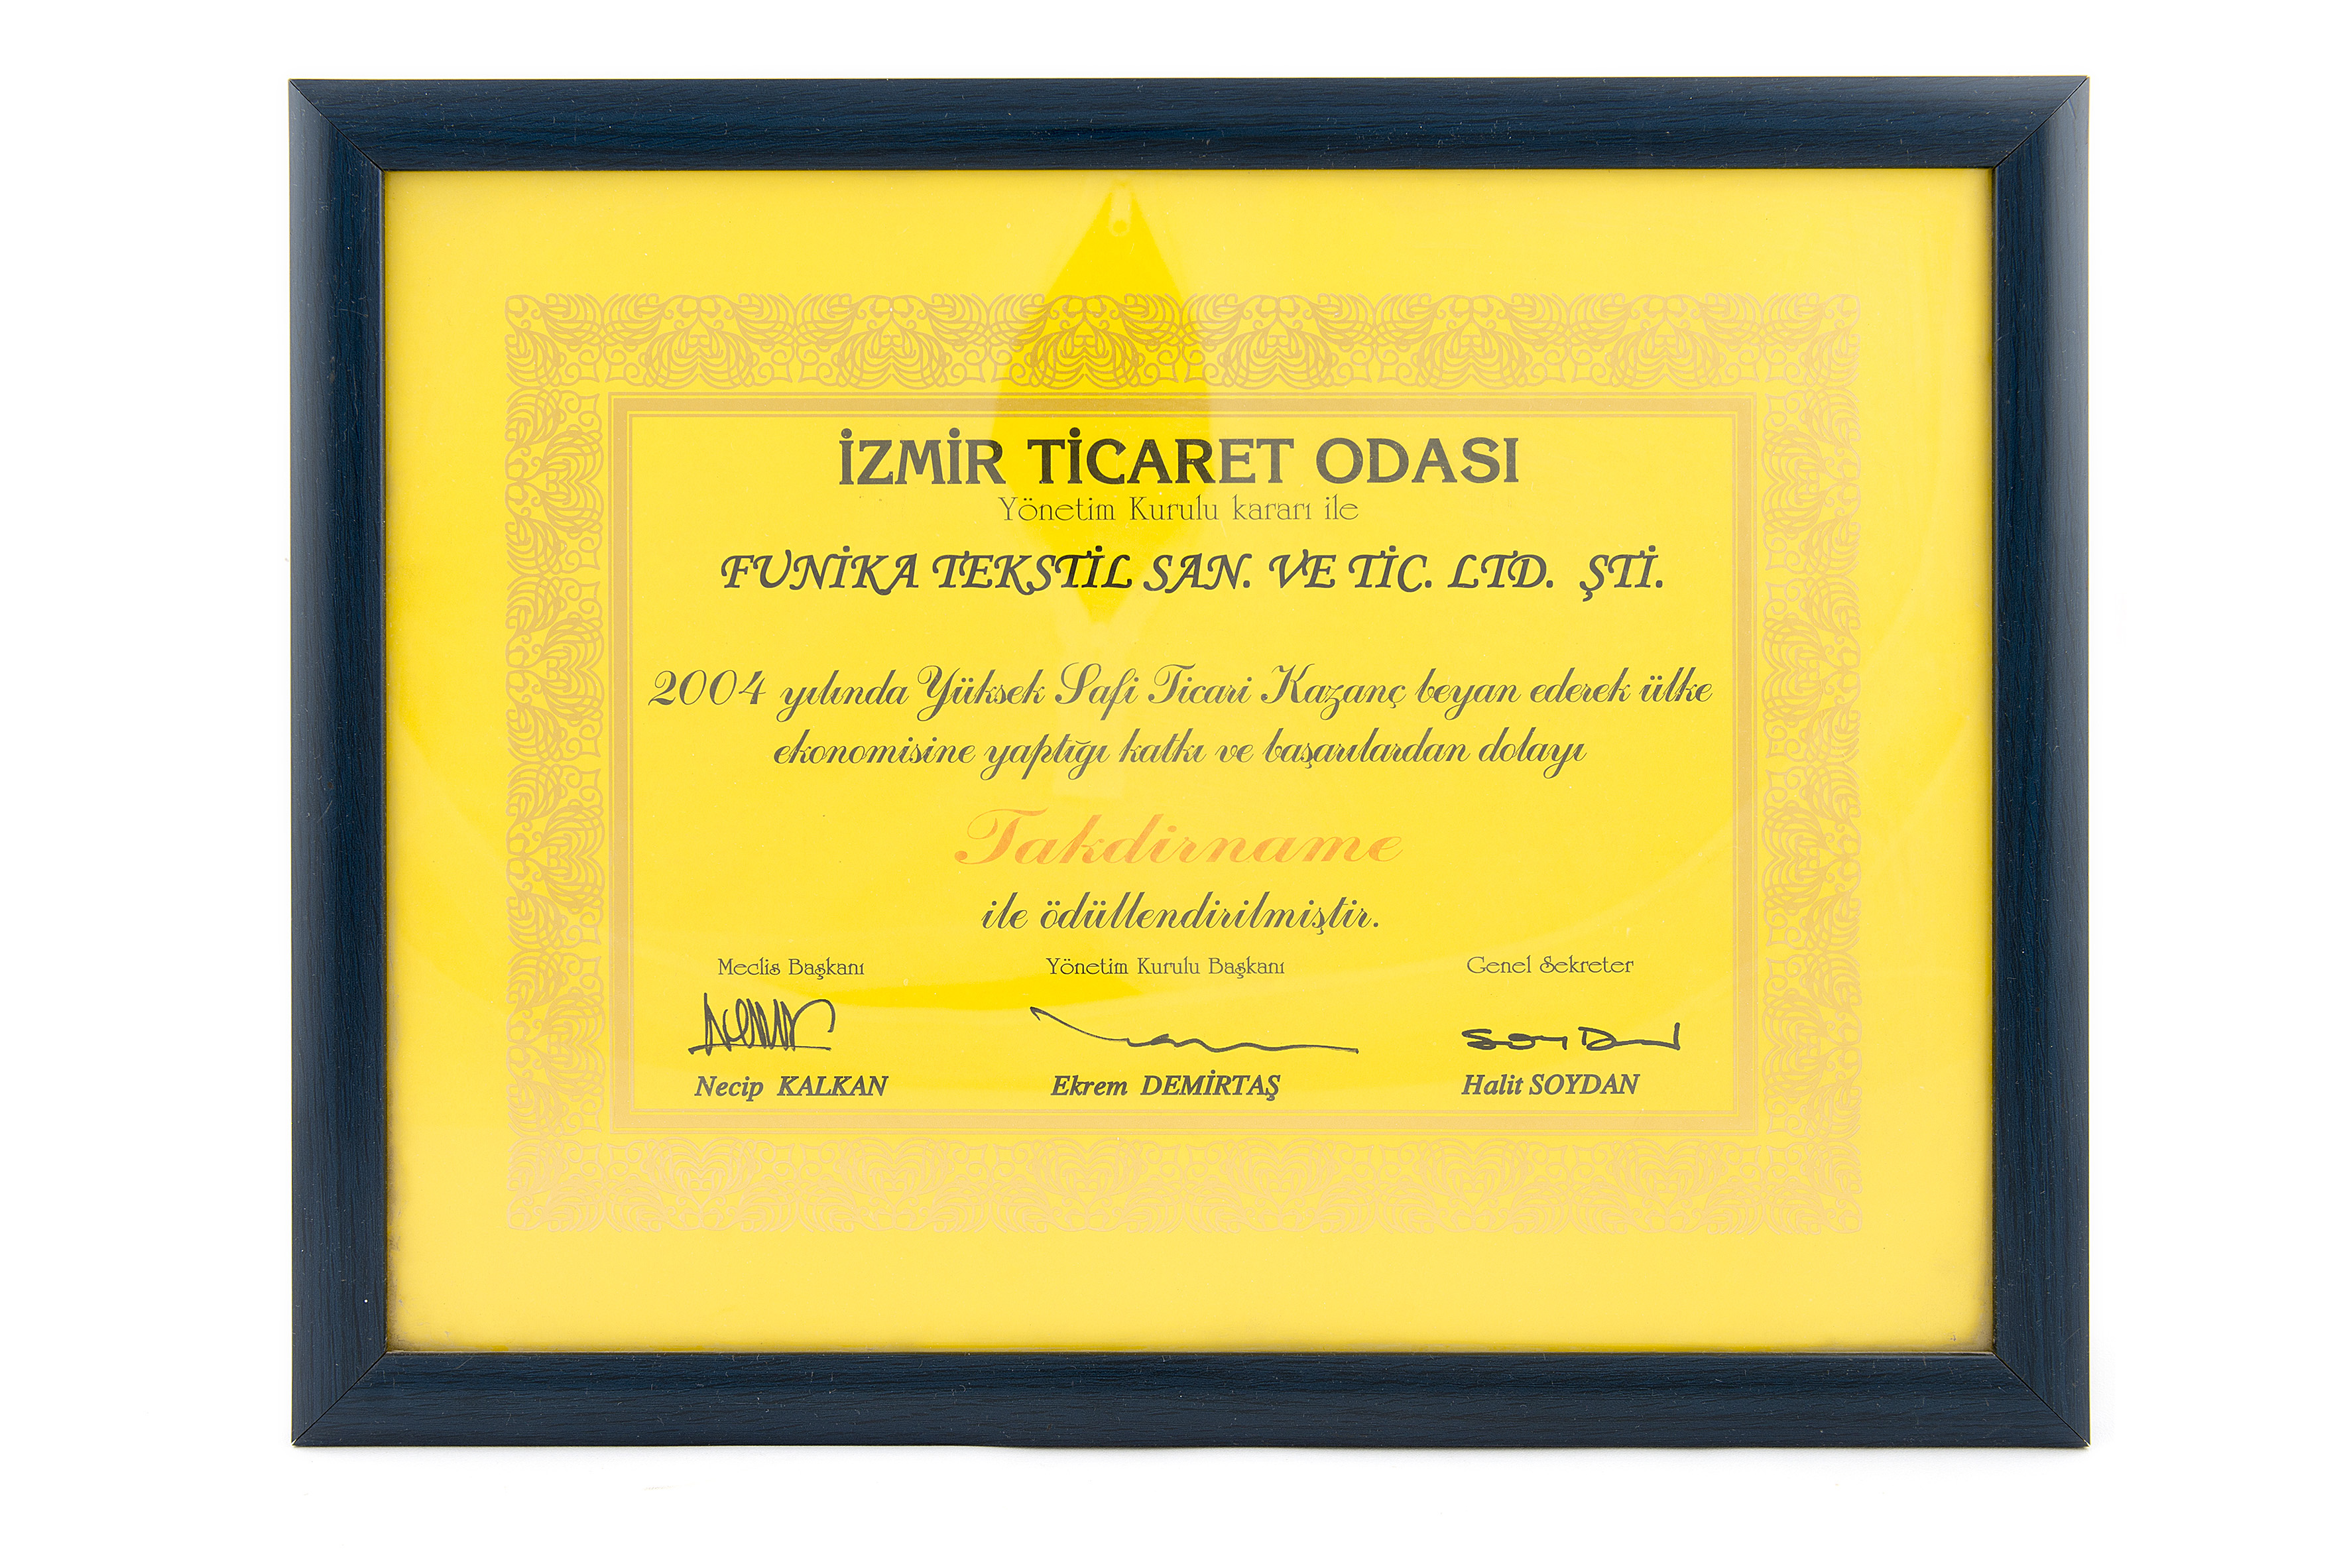 İZMİR TİCARET ODASI
Yönetim Kurulu kararı ile
FUNİKA TEKSTİL SAN. VE TİC. LTD. ŞTİ.
2004 yılında Yüksek Safi Ticari Kazanç beyan ederek ülke
ekonomisine yaptığı katkı ve başarılardan dolayı
Takdirname
ile ödüllendirilmiştir.
Meclis Başkanı Yönetim Kurulu Başkanı Genel Sekreter
SOYDAN
Necip KALKAN Ekrem DEMİRTAŞ Halit SOYDAN